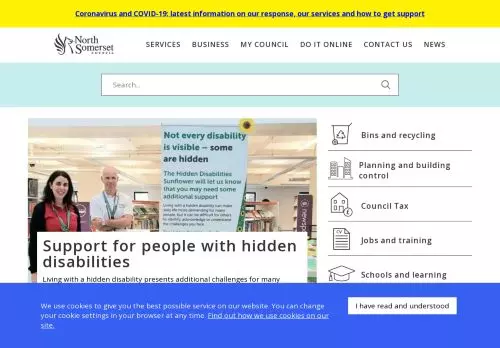 Coronavirus and COVID-19: latest information on our response, our services and how to get support
North
Somerset
COUNCIL
SERVICES BUSINESS MY COUNCIL DO IT ONLINE CONTACT US NEWS
Search...
Not every disability
is visible – some
are hidden
The Hidden Disabilities
Sunflower will let us know
that you may need some
additional support
Living with a hidden disability can make
daily life more demanding for many
people, but it can be difficult for others
to identify, acknowledge or understand
the challenges you face
Support for people with hidden
disabilities
Living with a hidden disability presents additional challenges for many
Bins and recycling
Planning and building
control
Council Tax
CV
Jobs and training
Schools and learning
We use cookies to give you the best possible service on our website. You can change
your cookie settings in your browser at any time. Find out how we use cookies on our
site.
I have read and understood